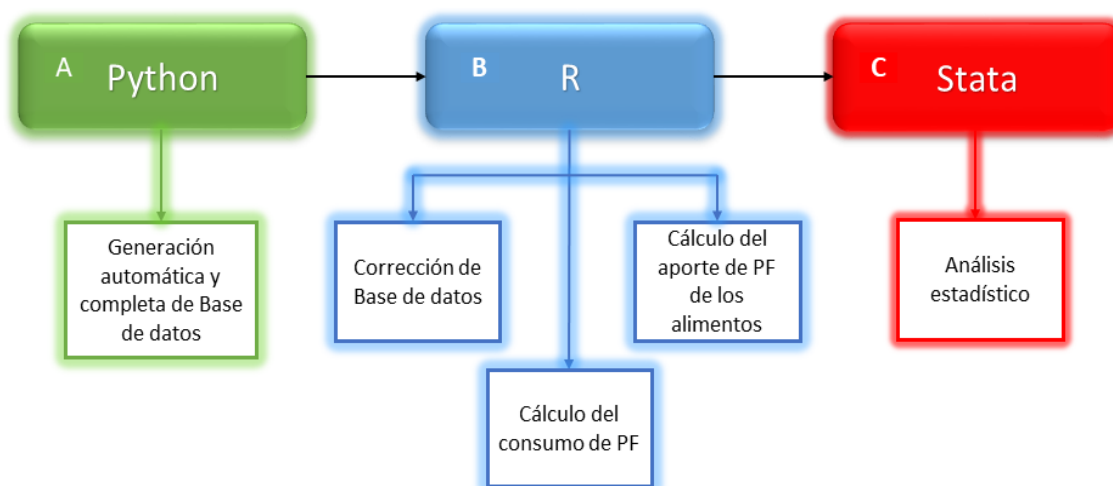 A Python
B R
C Stata
Generación
automática y
completa de Base
de datos
Corrección de
Base de datos
Cálculo del
aporte de PF
de los
alimentos
Análisis
estadístico
Cálculo del
consumo de PF